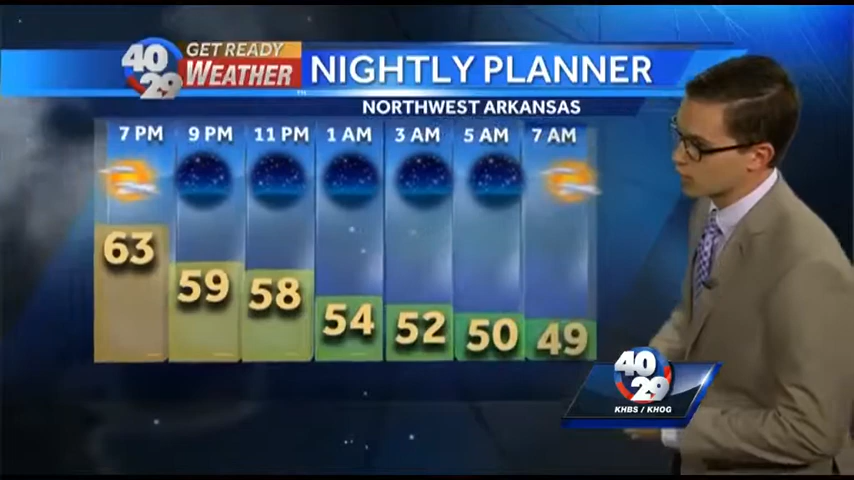 40 29
GET READY
WEATHER
NIGHTLY PLANNER
NORTHWEST ARKANSAS
7 PM 9 PM 11 PM 1 AM 3 AM 5 AM 7 AM
63 59 58 54 52 50 49
40
29
KHBS / KHOG